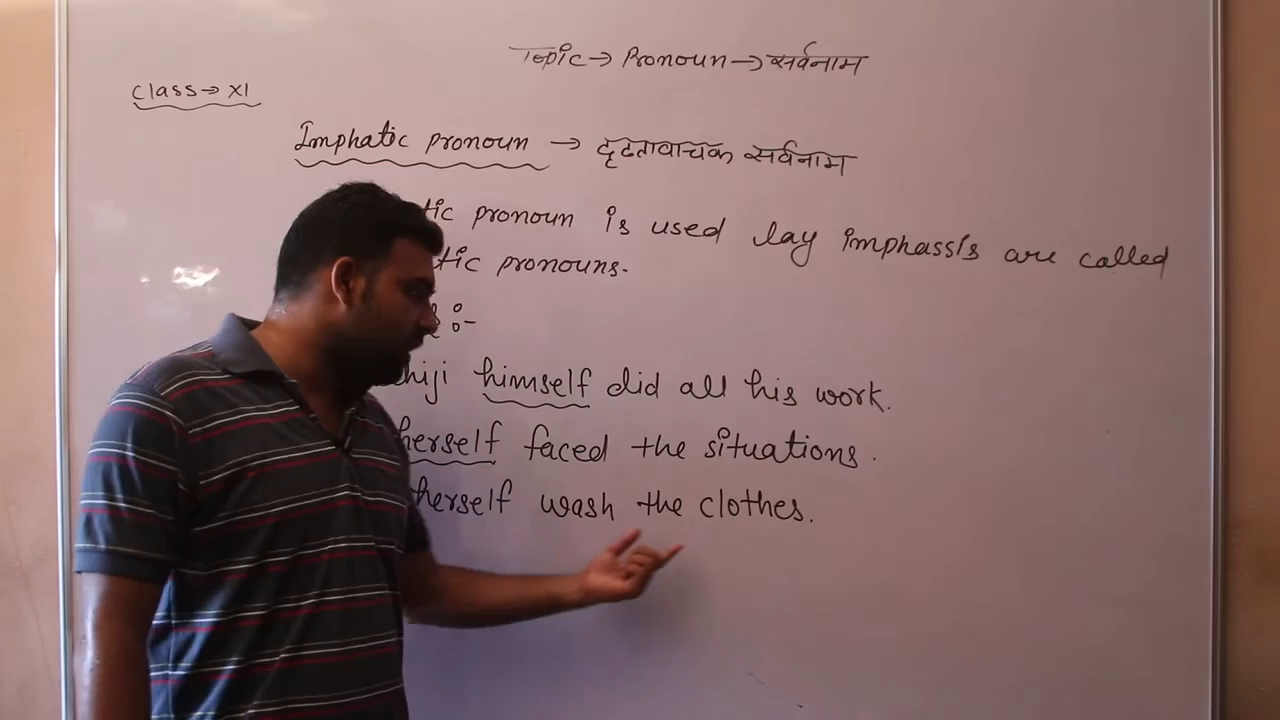 Topic → Pronoun → सर्वनाम
Class → XI
Imphatic pronoun → दृढतावाचक सर्वनाम
tic pronoun is used lay imphassis are called
tic pronouns.
:-
hiji himself did all his work.
herself faced the situations.
herself wash the clothes.